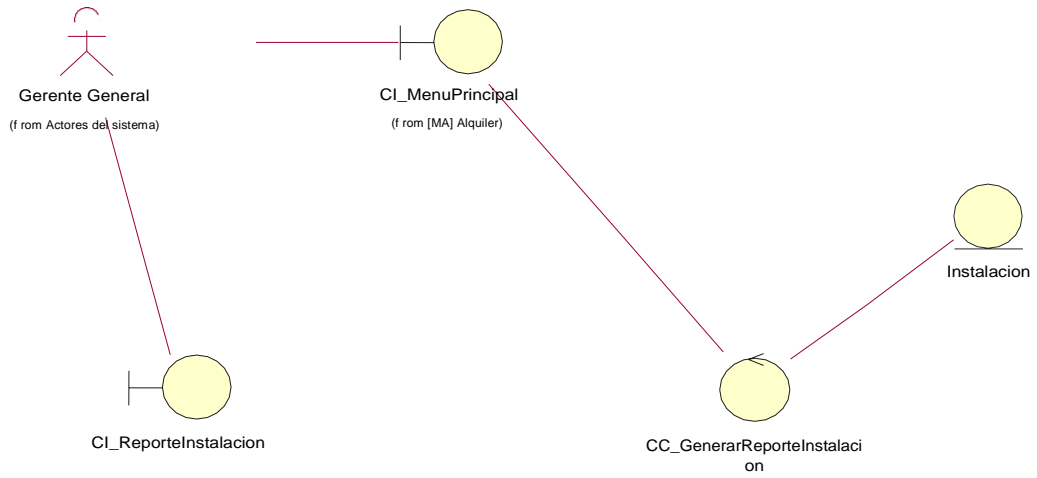 Gerente General
(f rom Actores del sistema)
CI_MenuPrincipal
(f rom [MA] Alquiler)
Instalacion
CI_ReporteInstalacion
CC_GenerarReporteInstalaci
on